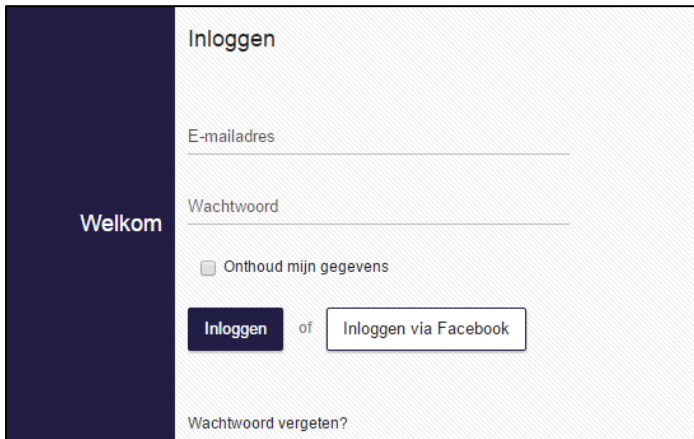 Inloggen
E-mailadres
Wachtwoord
Welkom
Onthoud mijn gegevens
Inloggen of Inloggen via Facebook
Wachtwoord vergeten?